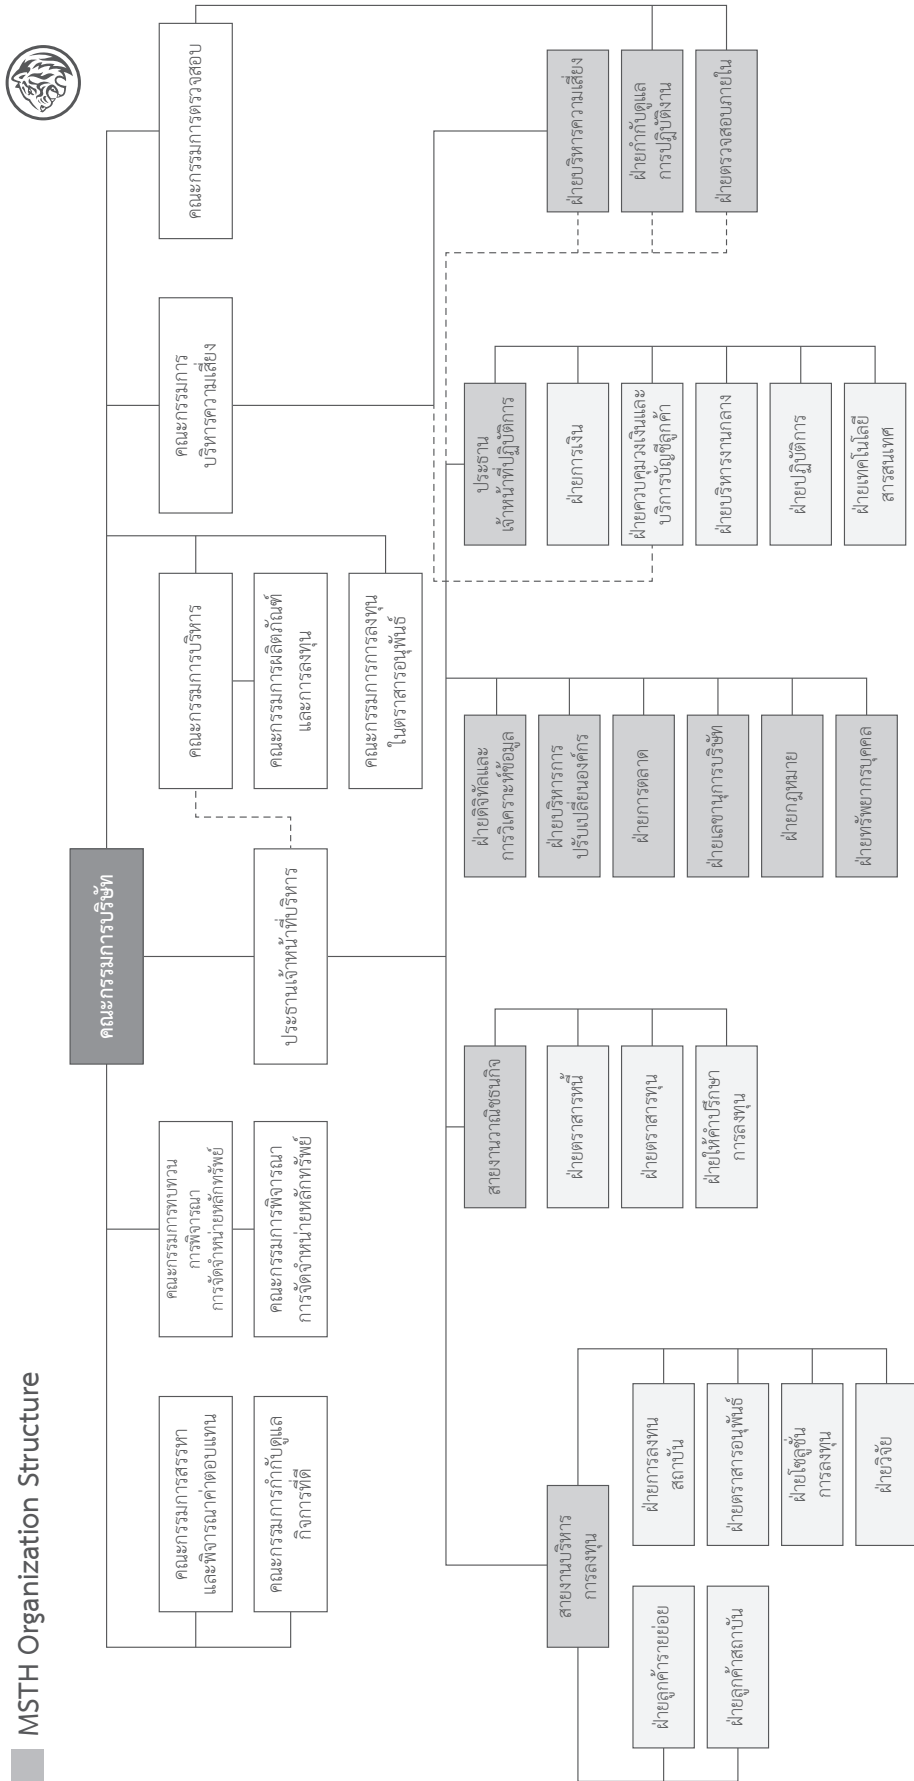 MSTH Organization Structure
คณะกรรมการบริษัท
คณะกรรมการสรรหา
และพิจารณาค่าตอบแทน
คณะกรรมการกำกับดูแล
กิจการที่ดี
คณะกรรมการทบทวน
การพิจารณา
การจัดจำหน่ายหลักทรัพย์
คณะกรรมการพิจารณา
การจัดจำหน่ายหลักทรัพย์
ประธานเจ้าหน้าที่บริหาร
คณะกรรมการบริหาร
คณะกรรมการผลิตภัณฑ์
และการลงทุน
คณะกรรมการการลงทุน
ในตราสารอนุพันธ์
คณะกรรมการ
บริหารความเสี่ยง
คณะกรรมการตรวจสอบ
สายงานบริหาร
การลงทุน
ฝ่ายลูกค้ารายย่อย
ฝ่ายลูกค้าสถาบัน
ฝ่ายการลงทน
สถาบัน
ฝ่ายตราสารอนุพันธ์
ฝ่ายโซลูชั่น
การลงทุน
ฝ่ายวิจัย
สายงานวาณิชธนกิจ
ฝ่ายตราสารหนี้
ฝ่ายตราสารทุน
ฝ่ายให้คำปรึกษา
การลงทุน
ฝ่ายดิจิทัลและ
การวิเคราะห์ข้อมูล
ฝ่ายบริหารการ
ปรับเปลี่ยนองค์กร
ฝ่ายการตลาด
ฝ่ายเลขานุการบริษัท
ฝ่ายกฎหมาย
ฝ่ายทรัพยากรบุคคล
ประธาน
เจ้าหน้าที่ปฏิบัติการ
ฝ่ายการเงิน
ฝ่ายควบคุมวงเงินและ
บริการบัญชีลูกค้า
ฝ่ายบริหารงานกลาง
ฝ่ายปฏิบัติการ
ฝ่ายเทคโนโลยี
สารสนเทศ
ฝ่ายบริหารความเสี่ยง
ฝ่ายกำกับดูแล
การปฏิบัติงาน
ฝ่ายตรวจสอบภายใน